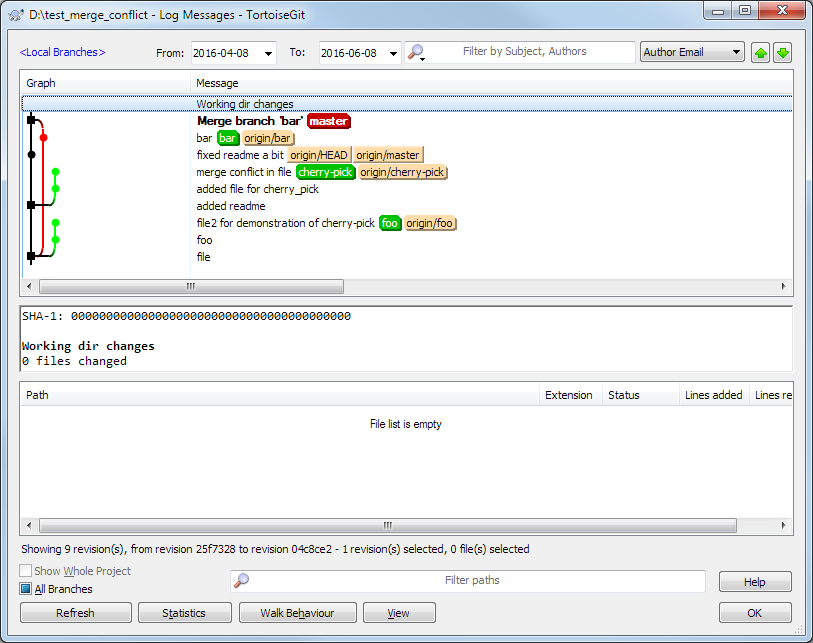 D:\test_merge_conflict - Log Messages - TortoiseGit
<Local Branches> From: 2016-04-08 To: 2016-06-08 Filter by Subject, Authors Author Email
Graph Message
Working dir changes
Merge branch 'bar' master
bar bar origin/bar
fixed readme a bit origin/HEAD origin/master
merge conflict in file cherry-pick origin/cherry-pick
added file for cherry_pick
added readme
file2 for demonstration of cherry-pick foo origin/foo
foo
file
SHA-1: 0000000000000000000000000000000000000000
Working dir changes
0 files changed
Path Extension Status Lines added Lines re
File list is empty
Showing 9 revision(s), from revision 25f7328 to revision 04c8ce2 - 1 revision(s) selected, 0 file(s) selected
Show Whole Project
Filter paths Help
All Branches
Refresh Statistics Walk Behaviour View OK